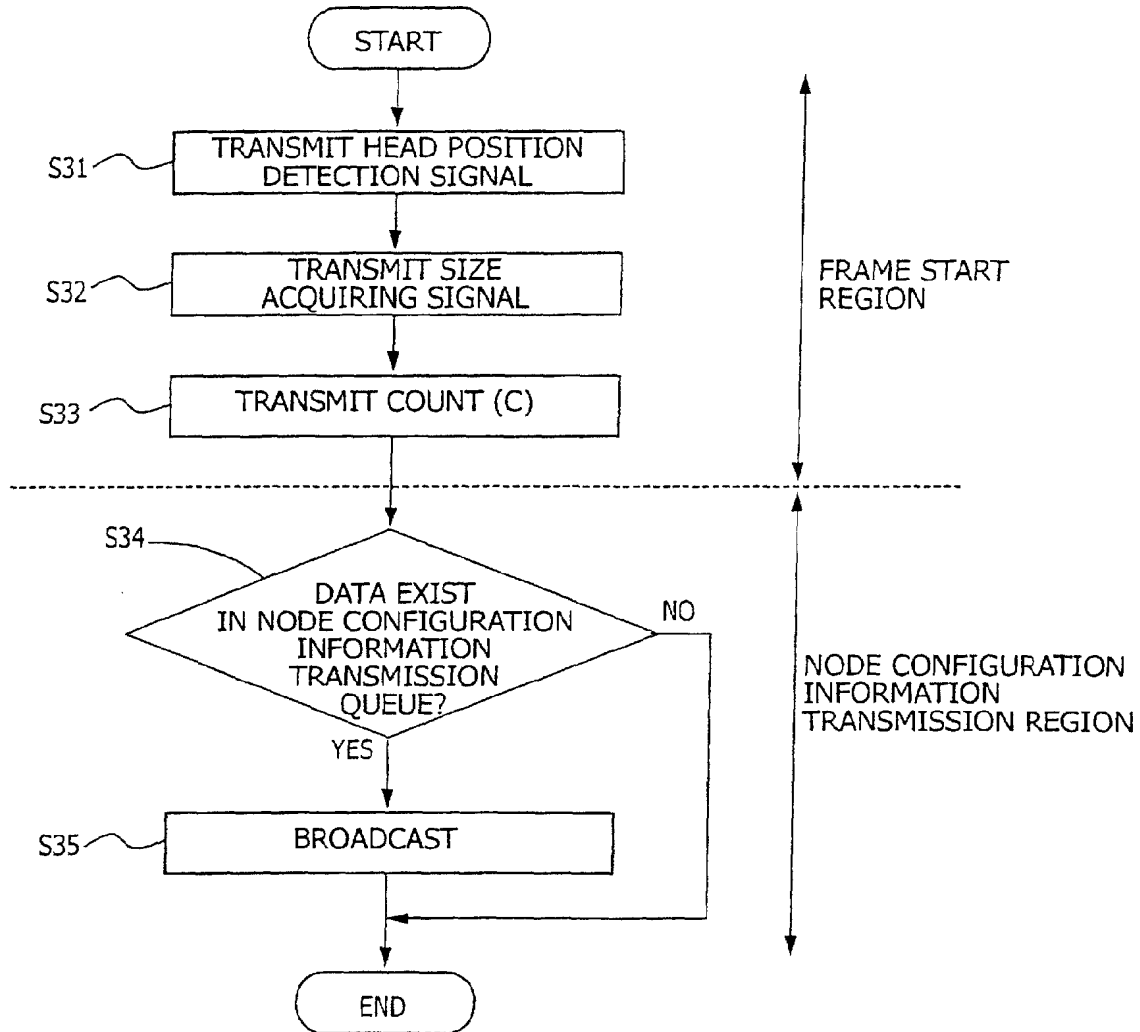 START
S31
TRANSMIT HEAD POSITION
DETECTION SIGNAL
S32
TRANSMIT SIZE
ACQUIRING SIGNAL
FRAME START
REGION
S33
TRANSMIT COUNT (C)
S34
DATA EXIST
IN NODE CONFIGURATION
INFORMATION
TRANSMISSION
QUEUE?
NO
YES
NODE CONFIGURATION
INFORMATION
TRANSMISSION REGION
S35
BROADCAST
END